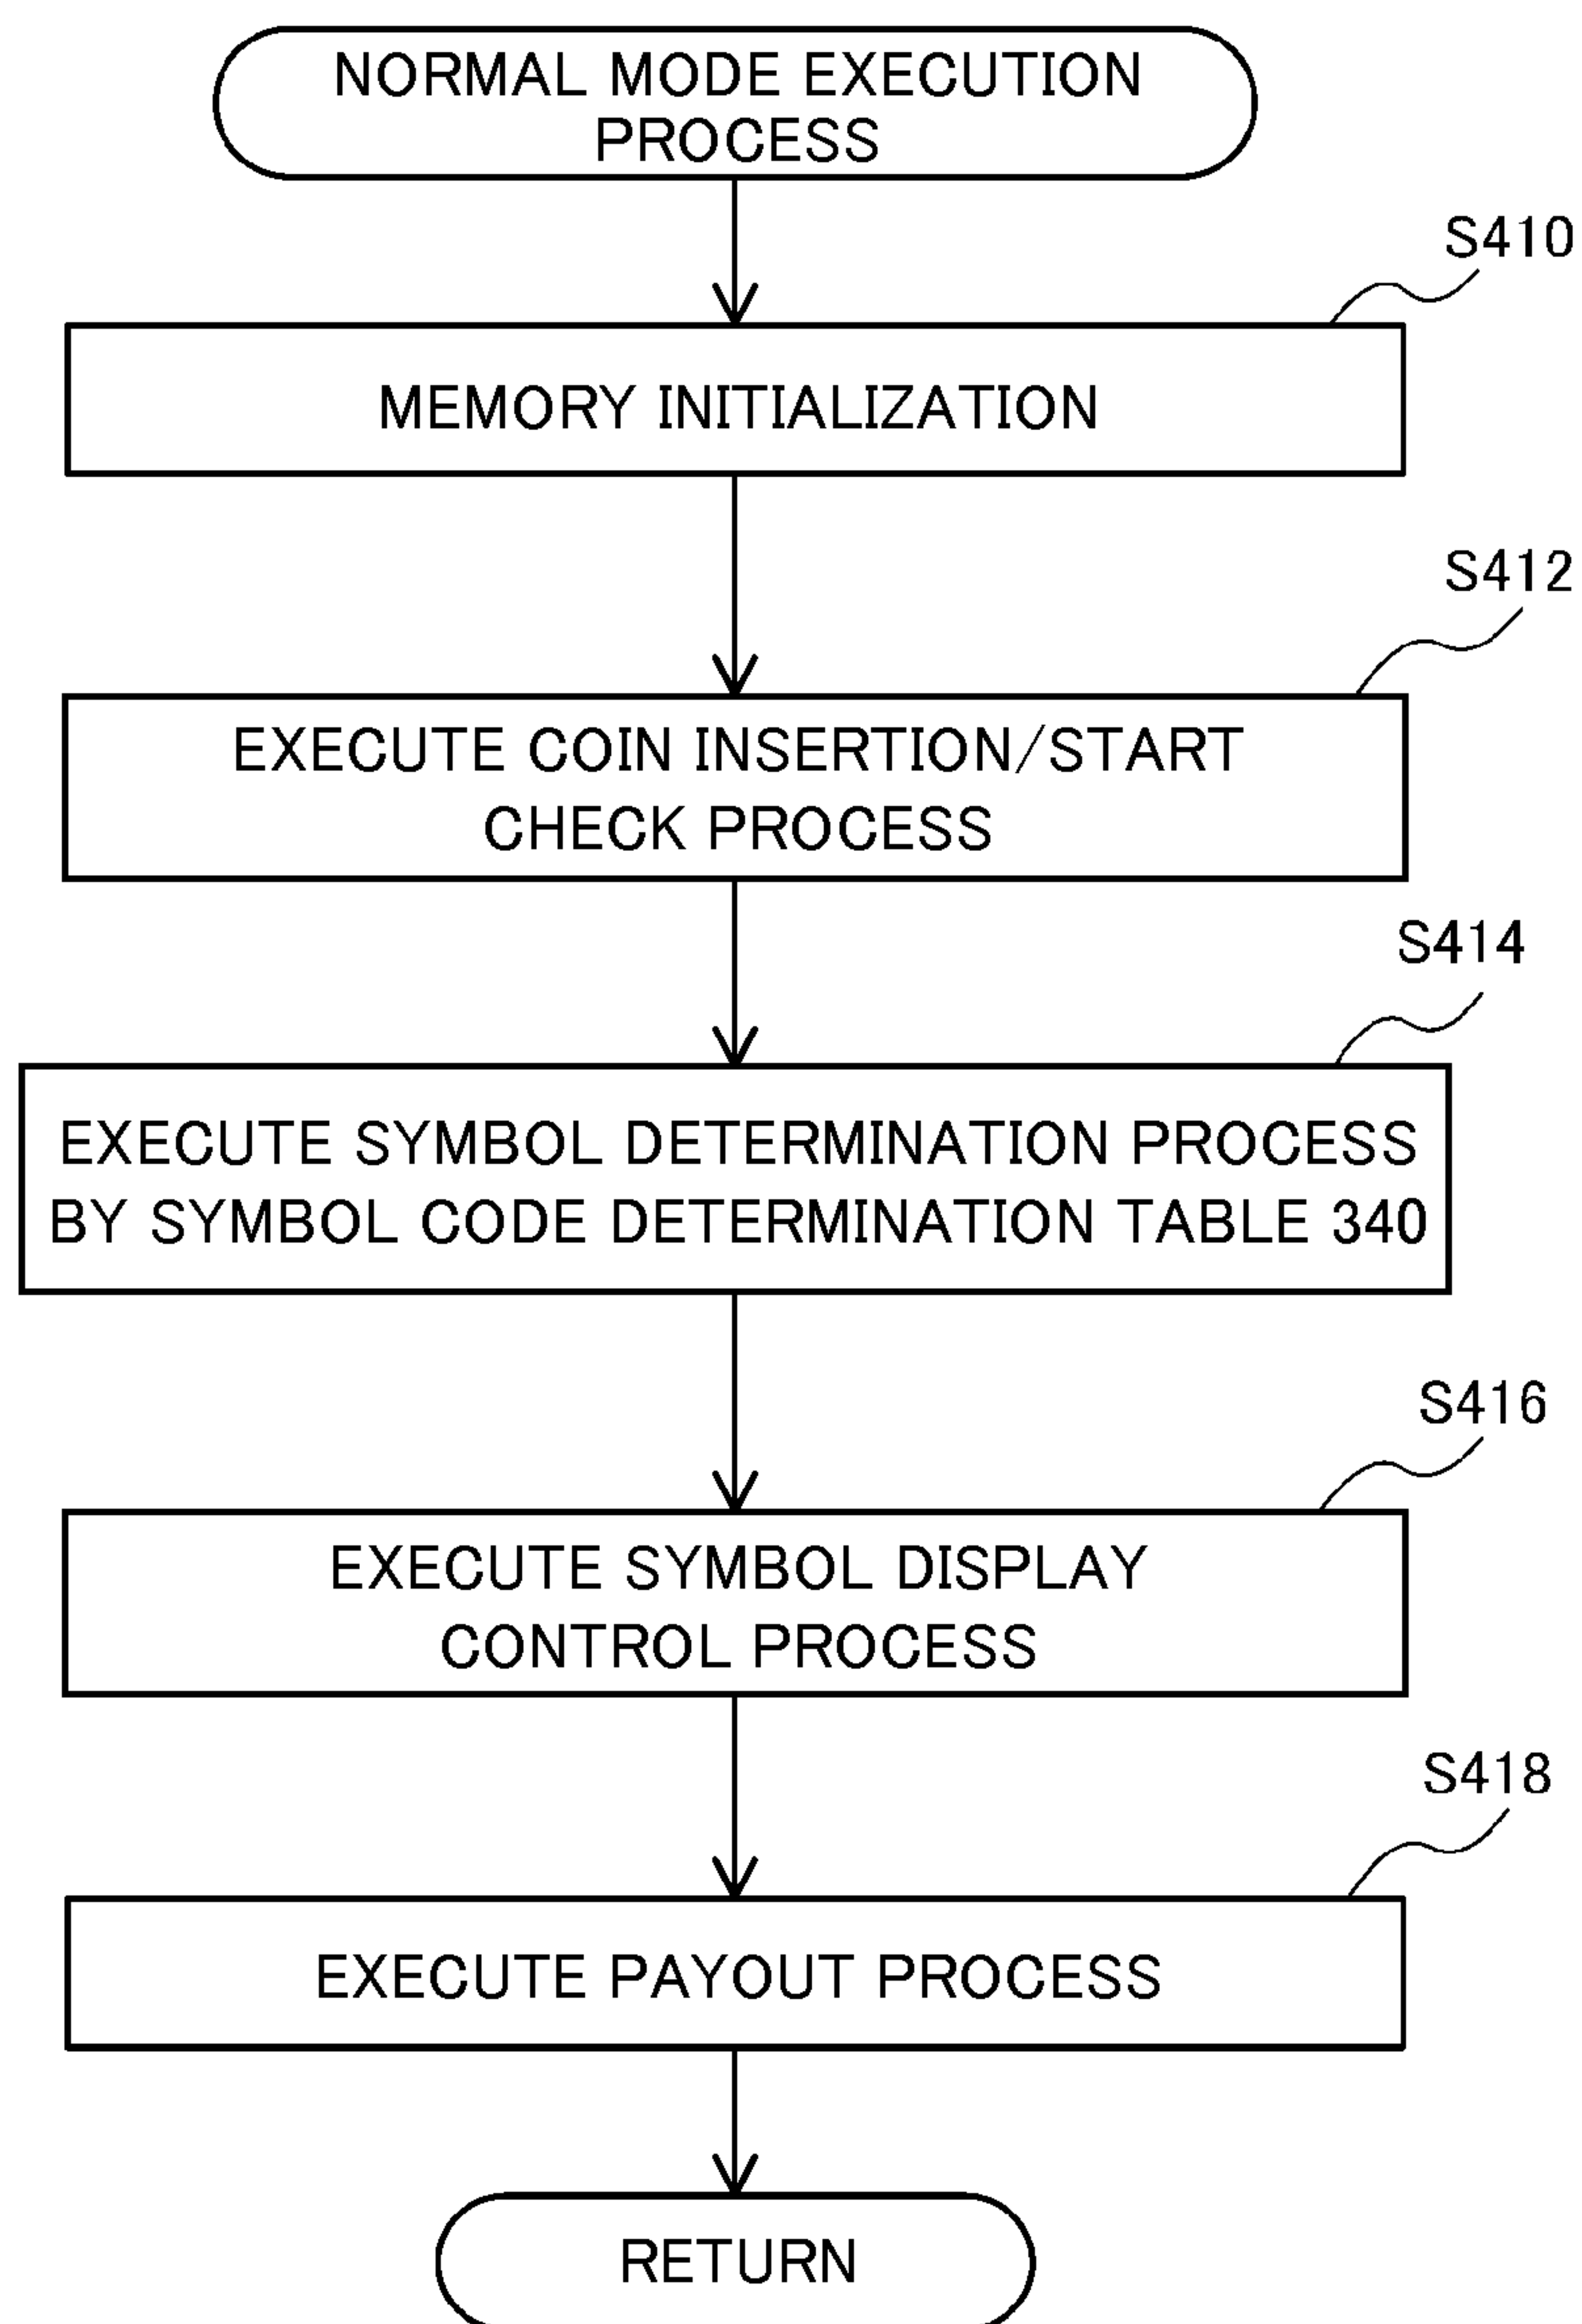 NORMAL MODE EXECUTION
PROCESS
S410
MEMORY INITIALIZATION
S412
EXECUTE COIN INSERTION/START
CHECK PROCESS
S414
EXECUTE SYMBOL DETERMINATION PROCESS
BY SYMBOL CODE DETERMINATION TABLE 340
S416
EXECUTE SYMBOL DISPLAY
CONTROL PROCESS
S418
EXECUTE PAYOUT PROCESS
RETURN